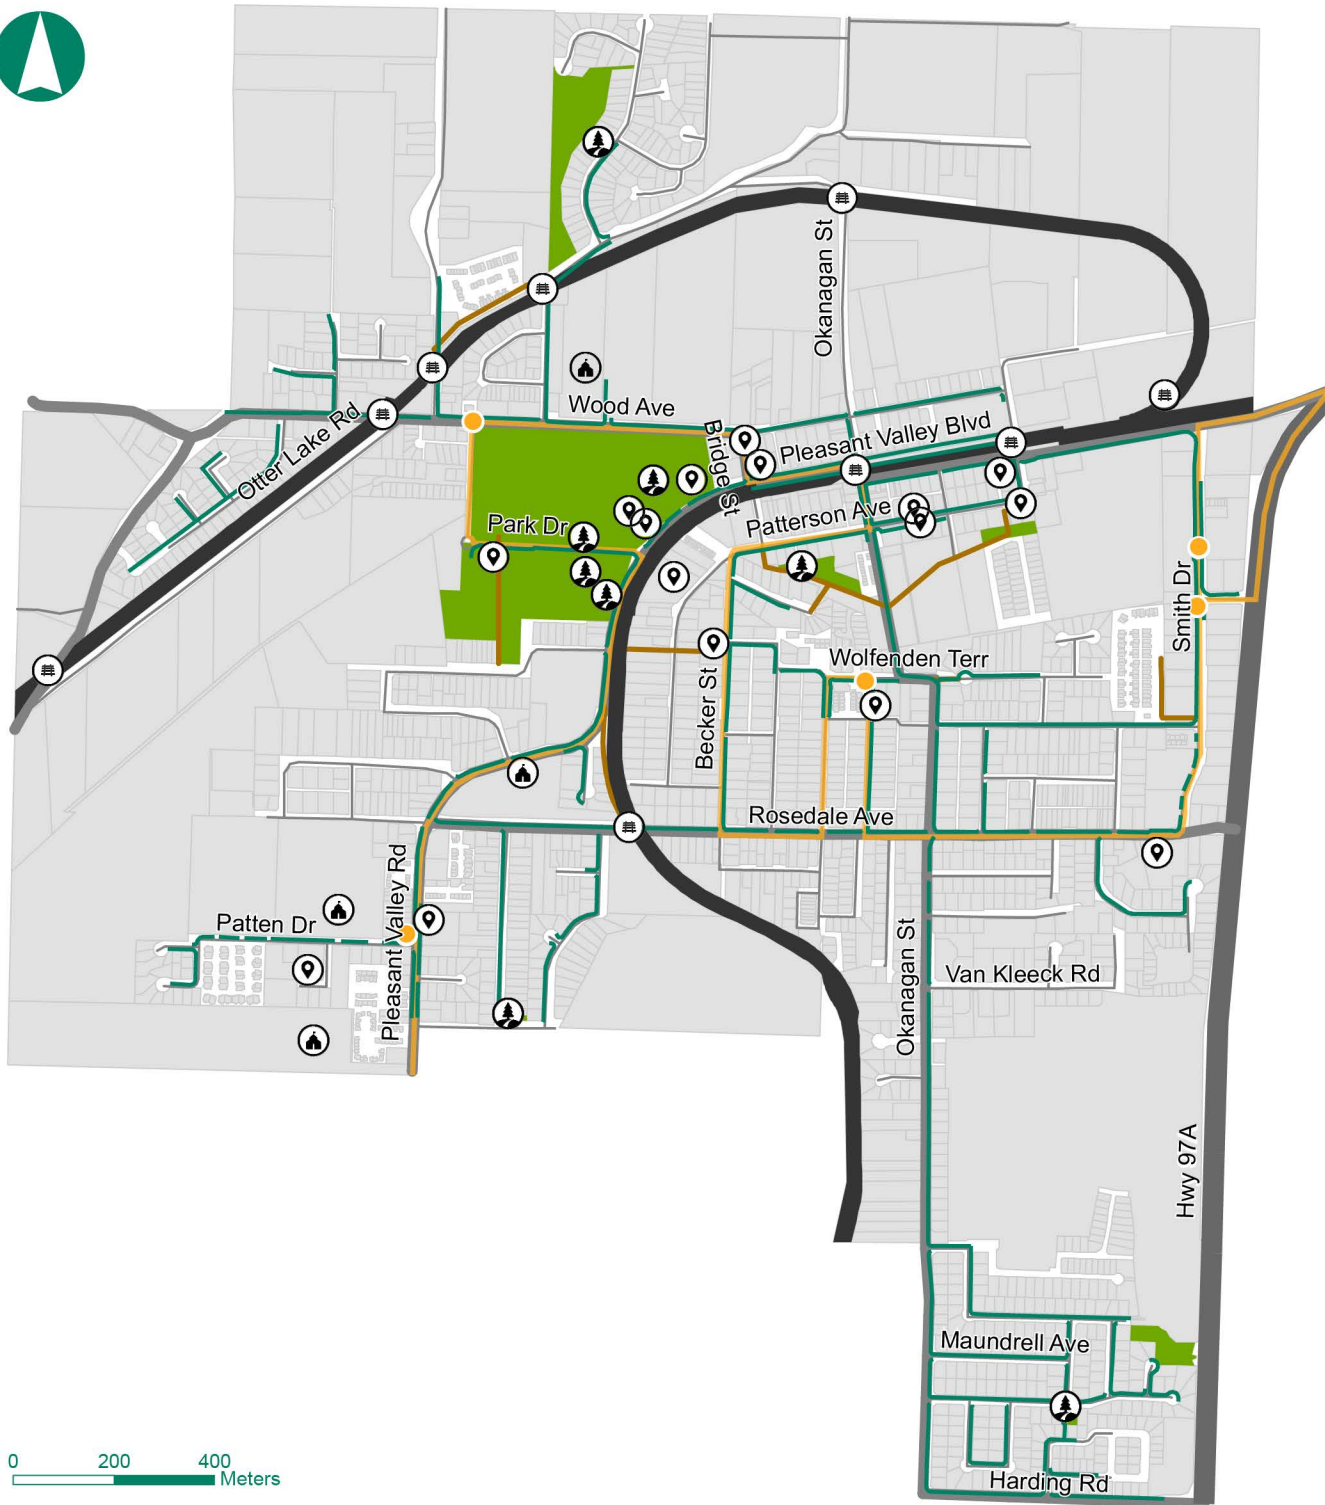 Okanagan St
Wood Ave
Otter Lake Rd
Bridge St
Pleasant Valley Blvd
Park Dr
Patterson Ave
Smith Dr
Wolfenden Terr
Becker St
Rosedale Ave
Pleasant Valley Rd
Patten Dr
Okanagan St
Van Kleeck Rd
Hwy 97A
Maundrell Ave
Harding Rd
0 200 400
Meters